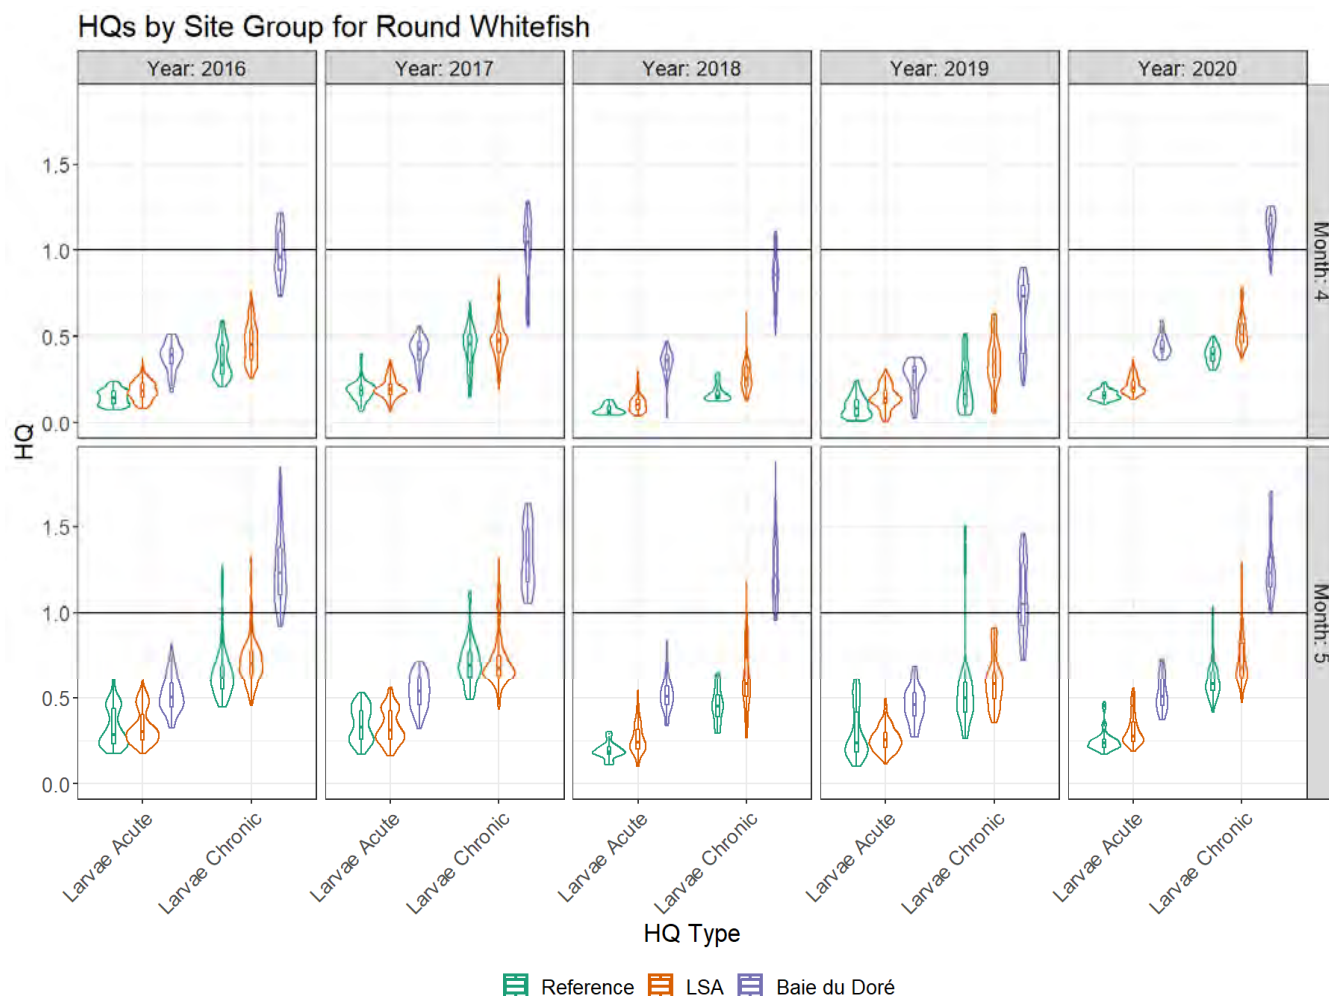 HQs by Site Group for Round Whitefish
Year: 2016
Year: 2017
Year: 2018
Year: 2019
Year: 2020
1.5
1.0
0.5
0.0
Month: 4
HQ
1.5
1.0
0.5
0.0
Month: 5
Larvae Acute
Larvae Chronic
Larvae Acute
Larvae Chronic
Larvae Acute
Larvae Chronic
Larvae Acute
Larvae Chronic
Larvae Acute
Larvae Chronic
HQ Type
Reference
LSA
Baie du Doré